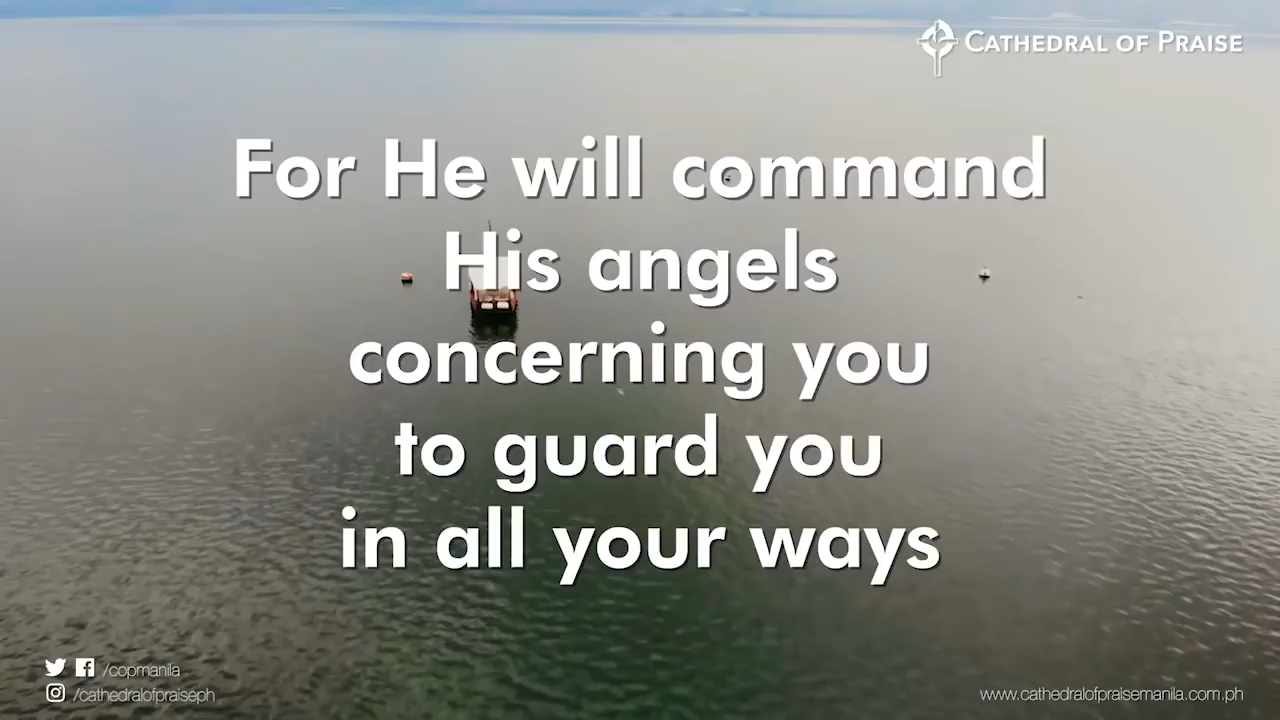 CATHEDRAL OF PRAISE
For He will command
His angels
concerning you
to guard you
in all your ways
/copmanila
/cathedralofpraiseph
www.cathedralofpraisemanila.com.ph